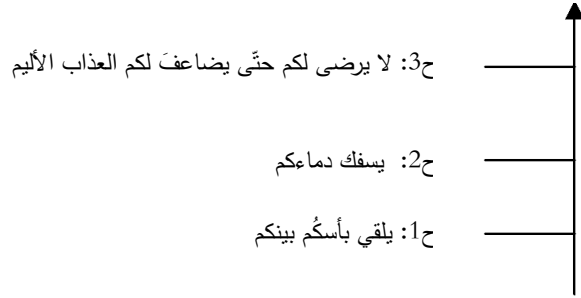 ح3: لا يرضى لكم حتّى يضاعفَ لكم العذاب الأليم
ح2: يسفك دماءكم
ح1: يلقي بأسكُم بينكم